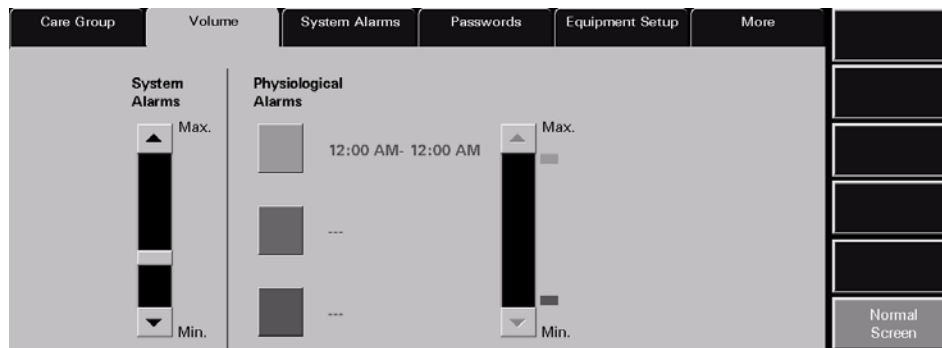 Care Group
Volume
System Alarms
Passwords
Equipment Setup
More
System
Alarms
Max.
Min.
Physiological
Alarms
12:00 AM- 12:00 AM
---
---
Max.
Min.
Normal
Screen